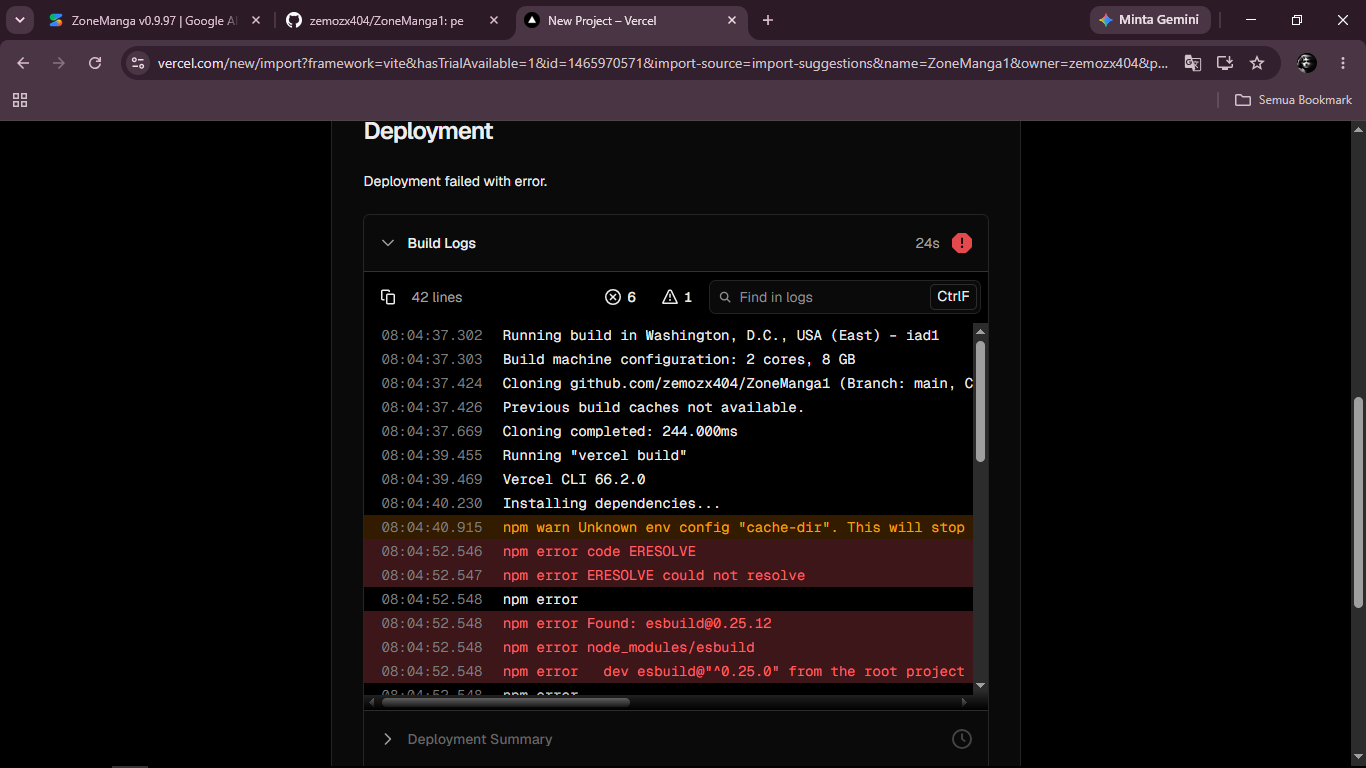 ZoneManga v0.9.97 | Google AI
zemozx404/ZoneManga1: pe
New Project – Vercel
Minta Gemini
vercel.com/new/import?framework=vite&hasTrialAvailable=1&id=1465970571&import-source=import-suggestions&name=ZoneManga1&owner=zemozx404&p...
Semua Bookmark
Deployment
Deployment failed with error.
Build Logs
24s
42 lines
6
1
Find in logs
CtrlF
08:04:37.302 Running build in Washington, D.C., USA (East) – iad1
08:04:37.303 Build machine configuration: 2 cores, 8 GB
08:04:37.424 Cloning github.com/zemozx404/ZoneManga1 (Branch: main, C
08:04:37.426 Previous build caches not available.
08:04:37.669 Cloning completed: 244.000ms
08:04:39.455 Running "vercel build"
08:04:39.469 Vercel CLI 66.2.0
08:04:40.230 Installing dependencies...
08:04:40.915 npm warn Unknown env config "cache-dir". This will stop
08:04:52.546 npm error code ERESOLVE
08:04:52.547 npm error ERESOLVE could not resolve
08:04:52.548 npm error
08:04:52.548 npm error Found: esbuild@0.25.12
08:04:52.548 npm error node_modules/esbuild
08:04:52.548 npm error   dev esbuild@"^0.25.0" from the root project
08:04:52.548 npm error
Deployment Summary